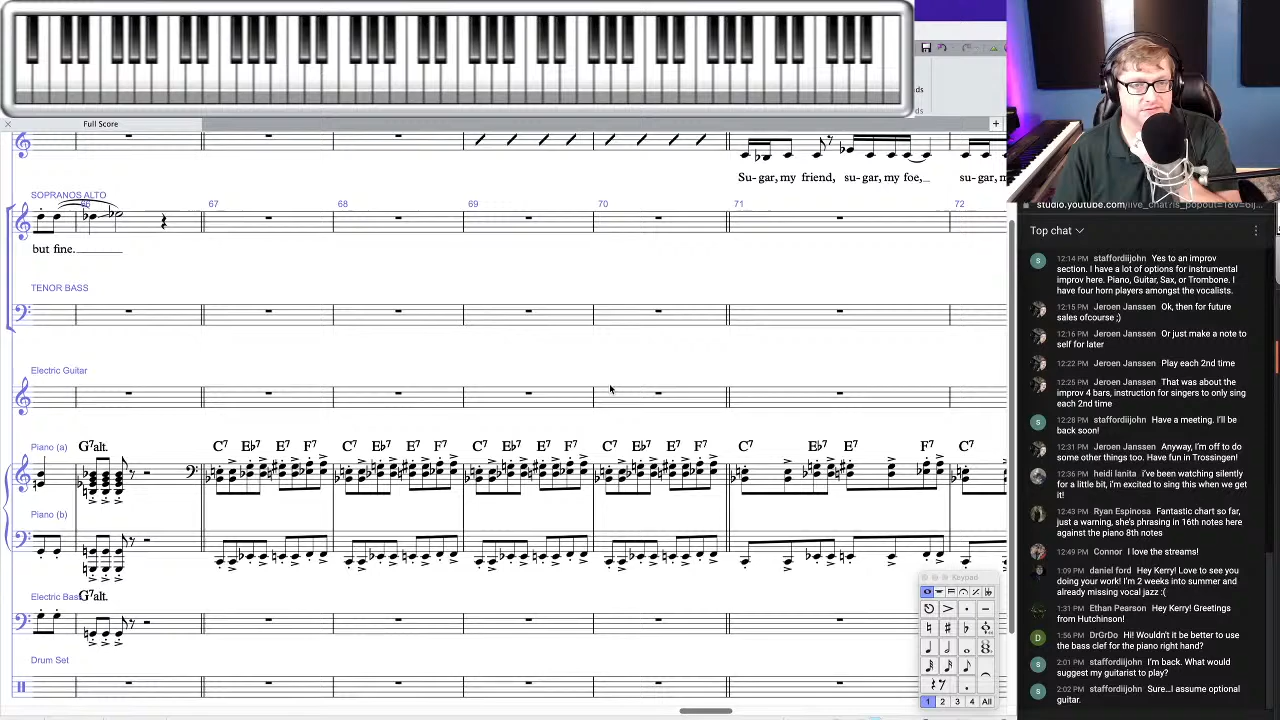 Full Score
nds
ds
Su-gar, my friend, su-gar, my foe,_ su-gar, m
SOPRANOS ALTO
66 67 68 69 70 71 72
but fine.
TENOR BASS
Electric Guitar
Piano (a) G7alt. C7 Eb7 E7 F7 C7 Eb7 E7 F7 C7 Eb7 E7 F7 C7 Eb7 E7 F7 C7 Eb7 E7 F7 C7
Piano (b)
Electric Bas G7alt.
Drum Set
Keypad
1 2 3 4 All
studio.youtube.com/live_chat?is_popout=1&v=6lj...
Top chat
S 12:14 PM staffordiijohn Yes to an improv
section. I have a lot of options for instrumental
improv here. Piano, Guitar, Sax, or Trombone. I
have four horn players amongst the vocalists.
12:15 PM Jeroen Janssen Ok, then for future
sales ofcourse ;)
12:16 PM Jeroen Janssen Or just make a note to
self for later
12:22 PM Jeroen Janssen Play each 2nd time
12:25 PM Jeroen Janssen That was about the
improv 4 bars, instruction for singers to only sing
each 2nd time
S 12:28 PM staffordiijohn Have a meeting. I'll be
back soon!
12:31 PM Jeroen Janssen Anyway, I'm off to do
some other things too. Have fun in Trossinger!
12:36 PM heidi lanita i've been watching silently
for a little bit, i'm excited to sing this when we get
it!
12:43 PM Ryan Espinosa Fantastic chart so far,
just a warning, she's phrasing in 16th notes here
against the piano 8th notes
12:49 PM Connor I love the streams!
1:09 PM daniel ford Hey Kerry! Love to see you
doing your work! I'm 2 weeks into summer and
already missing vocal jazz :(
1:31 PM Ethan Pearson Hey Kerry! Greetings
from Hutchinson!
D 1:56 PM DrGrDo Hi! Wouldn't it be better to
use the bass clef for the piano right hand?
S 2:01 PM staffordiijohn I'm back. What would
suggest my guitarist to play?
S 2:02 PM staffordiijohn Sure...I assume optional
guitar.